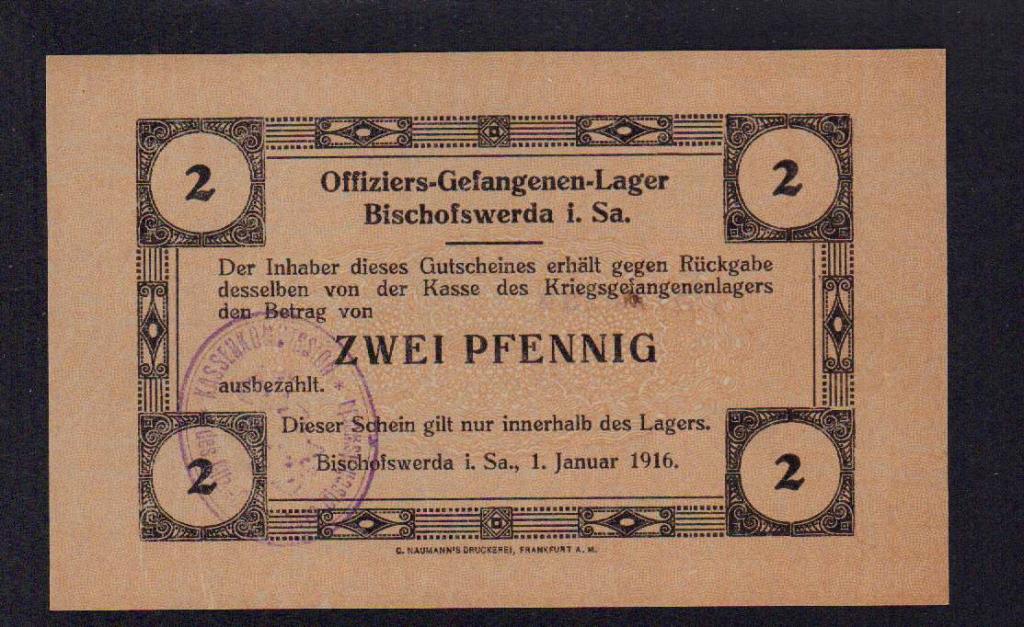 2
2
Offiziers-Gefangenen-Lager
Bischofswerda i. Sa.
Der Inhaber dieses Gutscheines erhält gegen Rückgabe
desselben von der Kasse des Kriegsgefangenenlagers
den Betrag von
ZWEI PFENNIG
ausbezahlt.
Dieser Schein gilt nur innerhalb des Lagers.
Bischofswerda i. Sa., 1. Januar 1916.
2
2
C. NAUMANN'S DRUCKEREI, FRANKFURT A. M.
KASSENKOMMISSION
des